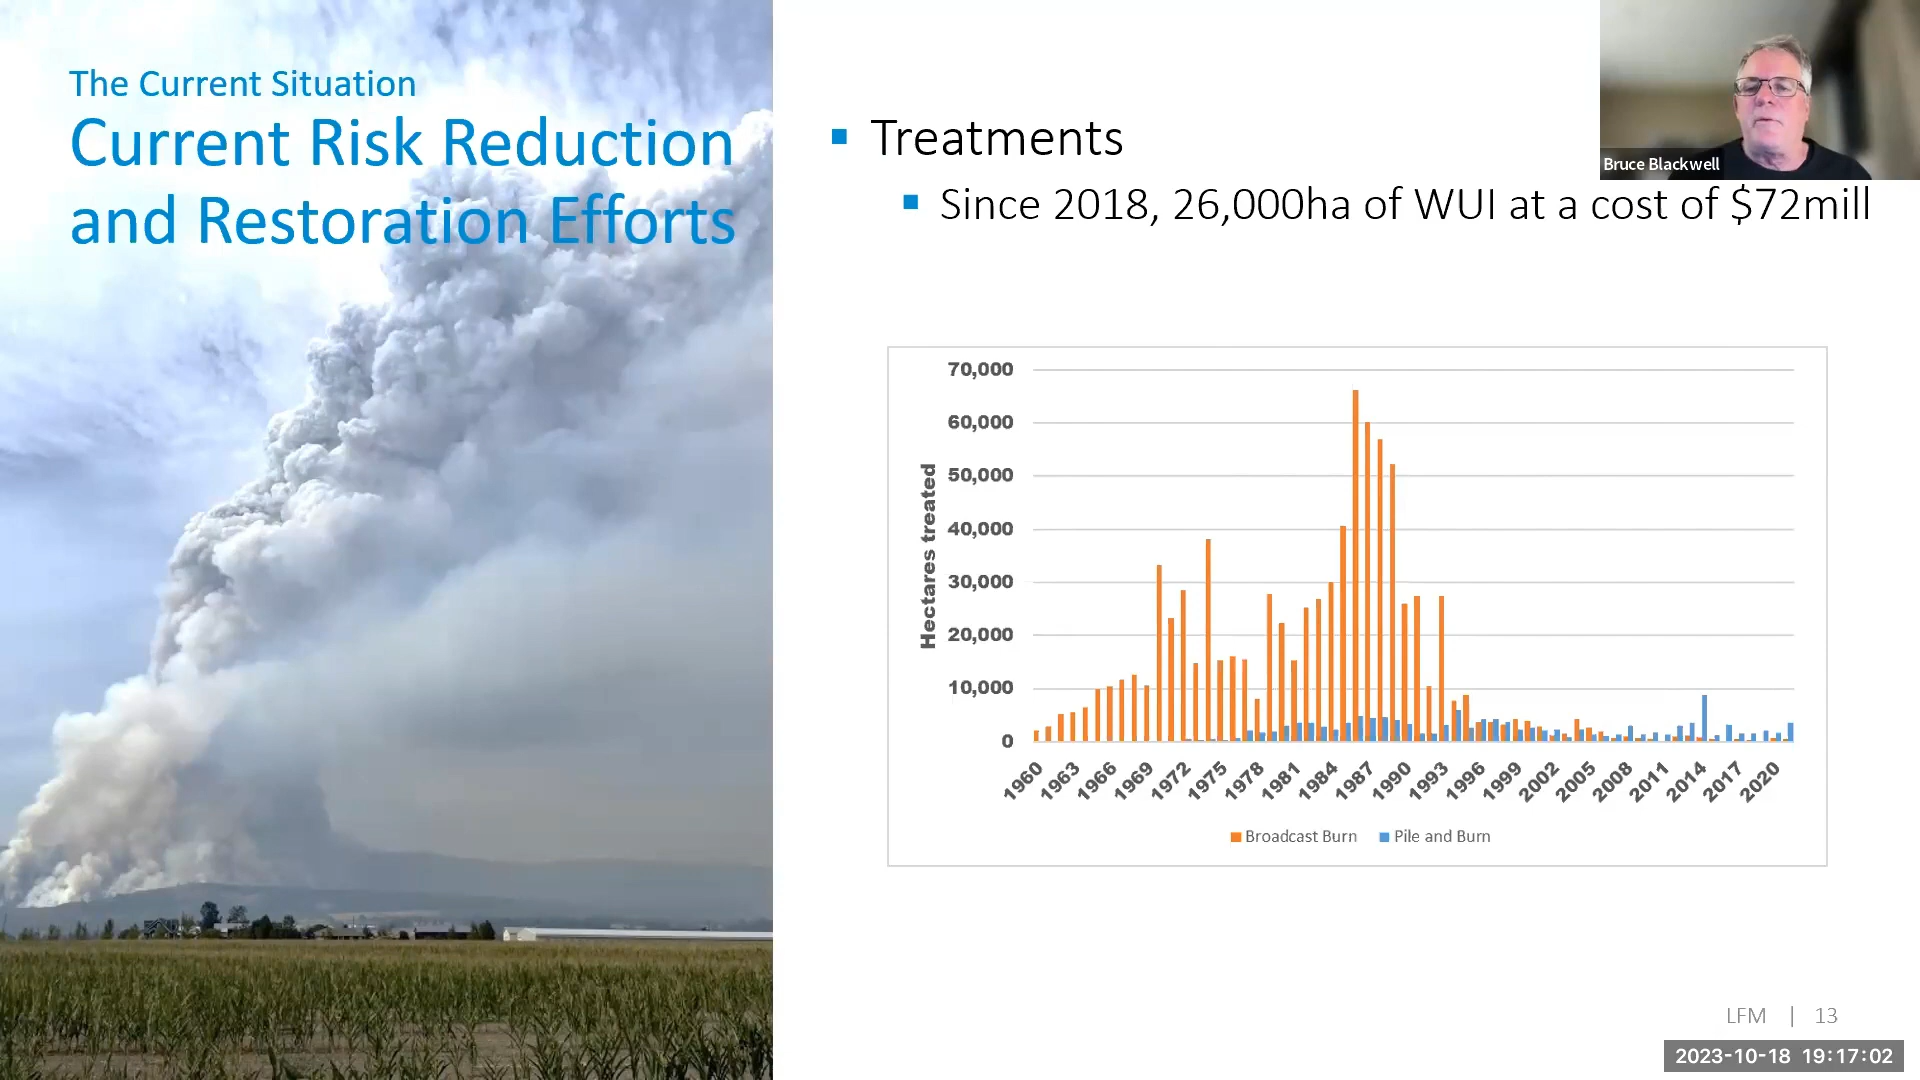 The Current Situation
Current Risk Reduction
and Restoration Efforts
Treatments
Since 2018, 26,000ha of WUI at a cost of $72mill
Bruce Blackwell
Hectares treated
70,000
60,000
50,000
40,000
30,000
20,000
10,000
0
1960 1963 1966 1969 1972 1975 1978 1981 1984 1987 1990 1993 1996 1999 2002 2005 2008 2011 2014 2017 2020
Broadcast Burn Pile and Burn
LFM | 13
2023-10-18 19:17:02